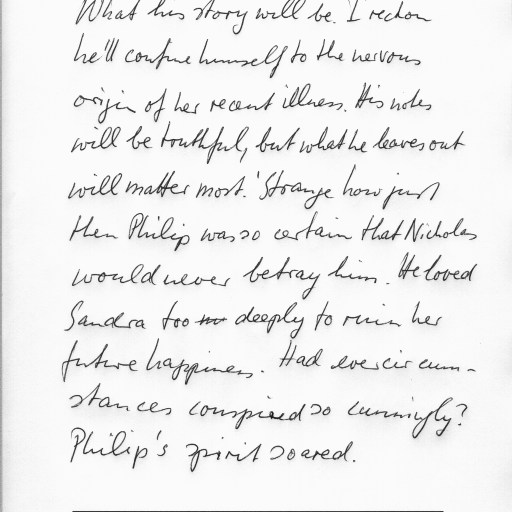 What his story will be. I reckon
he'll confine himself to the nervous
origin of her recent illness. His notes
will be truthful, but what he leaves out
will matter most.' Strange how just
then Philip was so certain that Nicholas
would never betray him. He loved
Sandra too deeply to ruin her
future happiness. Had ever circum-
stances conspired so cunningly?
Philip's spirit soared.